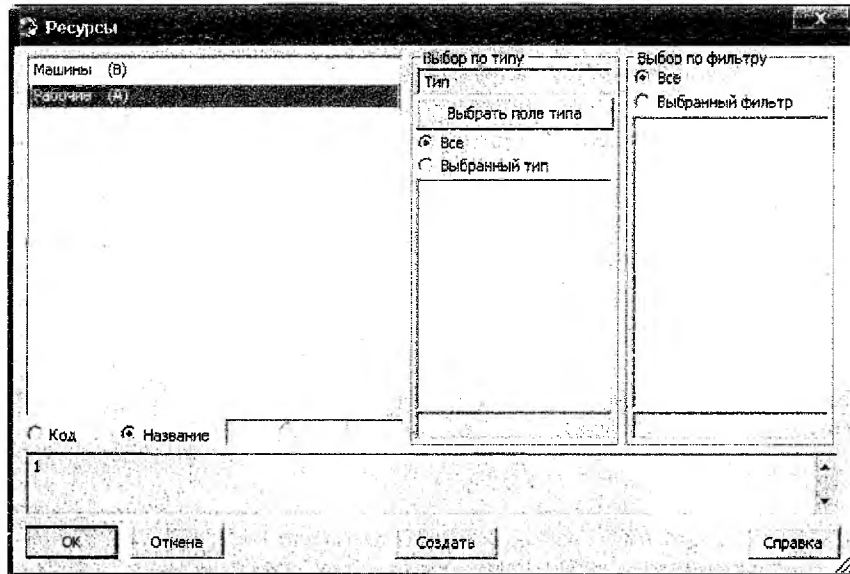 Ресурсы
Машины (B)
Рабочие (A)
Выбор по типу
Тип
Выбрать поле типа
Все
Выбранный тип
Выбор по фильтру
Все
Выбранный фильтр
Код
Название
1
OK
Отмена
Создать
Справка